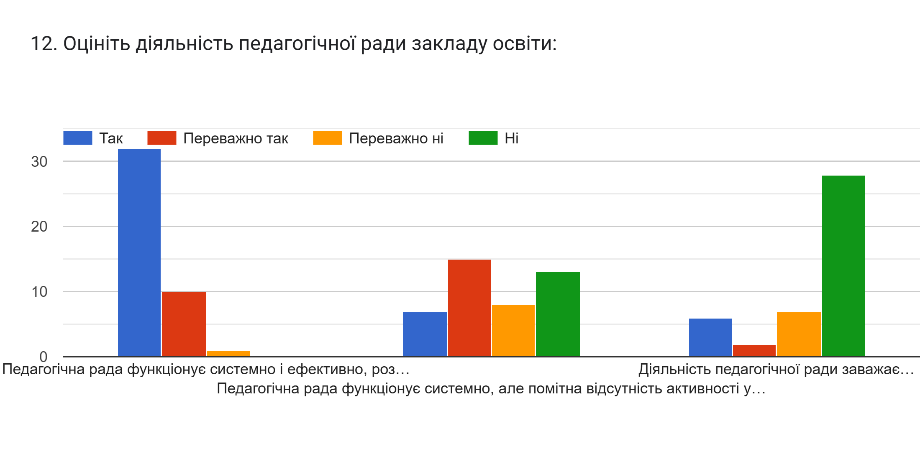 12. Оцініть діяльність педагогічної ради закладу освіти:
Так Переважно так Переважно ні Ні
30
20
10
0
Педагогічна рада функціонує системно і ефективно, роз…
Діяльність педагогічної ради заважає…
Педагогічна рада функціонує системно, але помітна відсутність активності у…